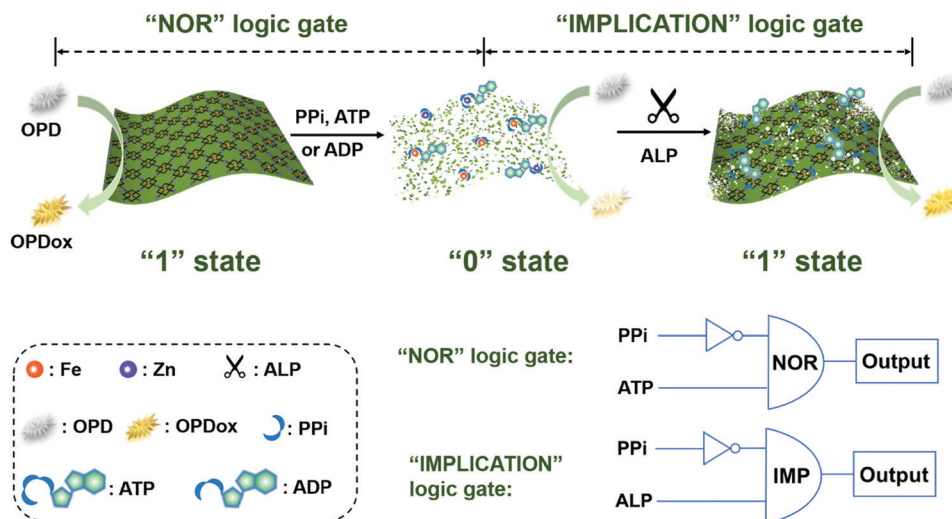 “NOR” logic gate
“IMPLICATION” logic gate
OPD
OPDox
PPi, ATP
or ADP
ALP
“1” state
“0” state
“1” state
: Fe
: Zn
: ALP
: OPD
: OPDox
: PPi
: ATP
: ADP
“NOR” logic gate:
PPi
ATP
NOR
Output
“IMPLICATION”
logic gate:
PPi
ALP
IMP
Output